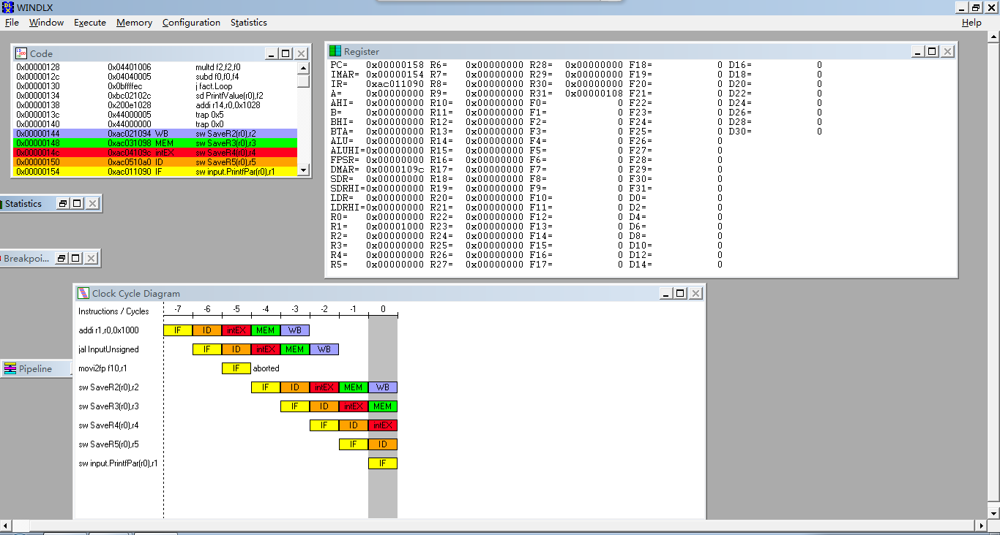 WINDLX
File Window Execute Memory Configuration Statistics Help
Code
0x00000128 0x04401006 multd f2,f2,f0
0x0000012c 0x04040005 subd f0,f0,f4
0x00000130 0x0bffffec j fact.Loop
0x00000134 0xbc02102c sd PrintfValue(r0),f2
0x00000138 0x200e1028 addi r14,r0,0x1028
0x0000013c 0x44000005 trap 0x5
0x00000140 0x44000000 trap 0x0
0x00000144 0xac021094 WB sw SaveR2(r0),r2
0x00000148 0xac031098 MEM sw SaveR3(r0),r3
0x0000014c 0xac04109c intEX sw SaveR4(r0),r4
0x00000150 0xac0510a0 ID sw SaveR5(r0),r5
0x00000154 0xac011090 IF sw input.PrintfPar(r0),r1
Register
PC= 0x00000158 R6= 0x00000000 R28= 0x00000000 F18= 0 D16= 0
IMAR= 0x00000154 R7= 0x00000000 R29= 0x00000000 F19= 0 D18= 0
IR= 0xac011090 R8= 0x00000000 R30= 0x00000000 F20= 0 D20= 0
A= 0x00000000 R9= 0x00000000 R31= 0x00000108 F21= 0 D22= 0
AHI= 0x00000000 R10= 0x00000000 F0= 0 F22= 0 D24= 0
B= 0x00000000 R11= 0x00000000 F1= 0 F23= 0 D26= 0
BHI= 0x00000000 R12= 0x00000000 F2= 0 F24= 0 D28= 0
BTA= 0x00000000 R13= 0x00000000 F3= 0 F25= 0 D30= 0
ALU= 0x00000000 R14= 0x00000000 F4= 0 F26= 0
ALUHI= 0x00000000 R15= 0x00000000 F5= 0 F27= 0
FPSR= 0x00000000 R16= 0x00000000 F6= 0 F28= 0
DMAR= 0x0000109c R17= 0x00000000 F7= 0 F29= 0
SDR= 0x00000000 R18= 0x00000000 F8= 0 F30= 0
SDRHI=0x00000000 R19= 0x00000000 F9= 0 F31= 0
LDR= 0x00000000 R20= 0x00000000 F10= 0 D0= 0
LDRHI=0x00000000 R21= 0x00000000 F11= 0 D2= 0
R0= 0x00000000 R22= 0x00000000 F12= 0 D4= 0
R1= 0x00001000 R23= 0x00000000 F13= 0 D6= 0
R2= 0x00000000 R24= 0x00000000 F14= 0 D8= 0
R3= 0x00000000 R25= 0x00000000 F15= 0 D10= 0
R4= 0x00000000 R26= 0x00000000 F16= 0 D12= 0
R5= 0x00000000 R27= 0x00000000 F17= 0 D14= 0
Statistics
Breakpoi...
Clock Cycle Diagram
Instructions / Cycles -7 -6 -5 -4 -3 -2 -1 0
addi r1,r0,0x1000 IF ID intEX MEM WB
jal InputUnsigned IF ID intEX MEM WB
movi2fp f10,r1 IF aborted
sw SaveR2(r0),r2 IF ID intEX MEM WB
sw SaveR3(r0),r3 IF ID intEX MEM
sw SaveR4(r0),r4 IF ID intEX
sw SaveR5(r0),r5 IF ID
sw input.PrintfPar(r0),r1 IF
Pipeline